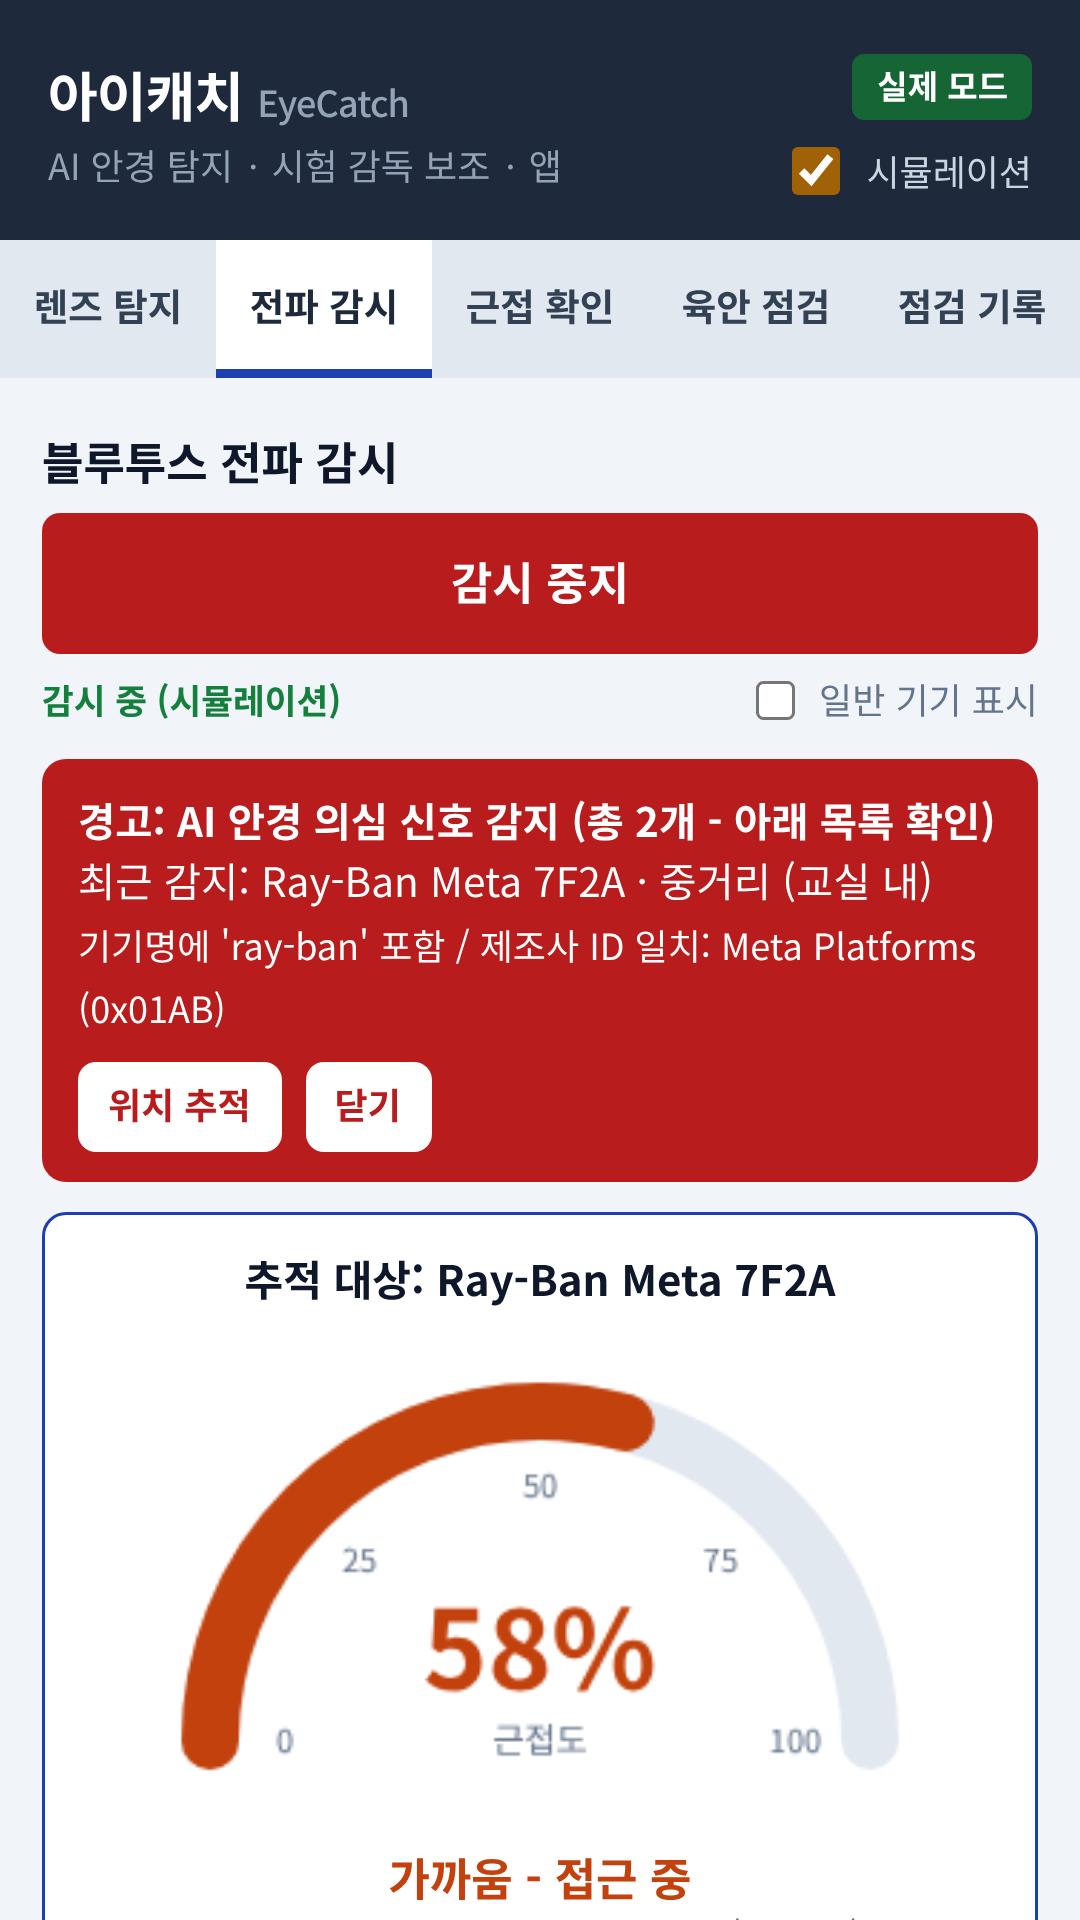 아이캐치 EyeCatch
실제 모드
AI 안경 탐지 · 시험 감독 보조 · 앱
시뮬레이션
렌즈 탐지
전파 감시
근접 확인
육안 점검
점검 기록
블루투스 전파 감시
감시 중지
감시 중 (시뮬레이션)
일반 기기 표시
경고: AI 안경 의심 신호 감지 (총 2개 - 아래 목록 확인)
최근 감지: Ray-Ban Meta 7F2A · 중거리 (교실 내)
기기명에 'ray-ban' 포함 / 제조사 ID 일치: Meta Platforms
(0x01AB)
위치 추적
닫기
추적 대상: Ray-Ban Meta 7F2A
50
25
75
58%
0
근접도
100
가까움 - 접근 중